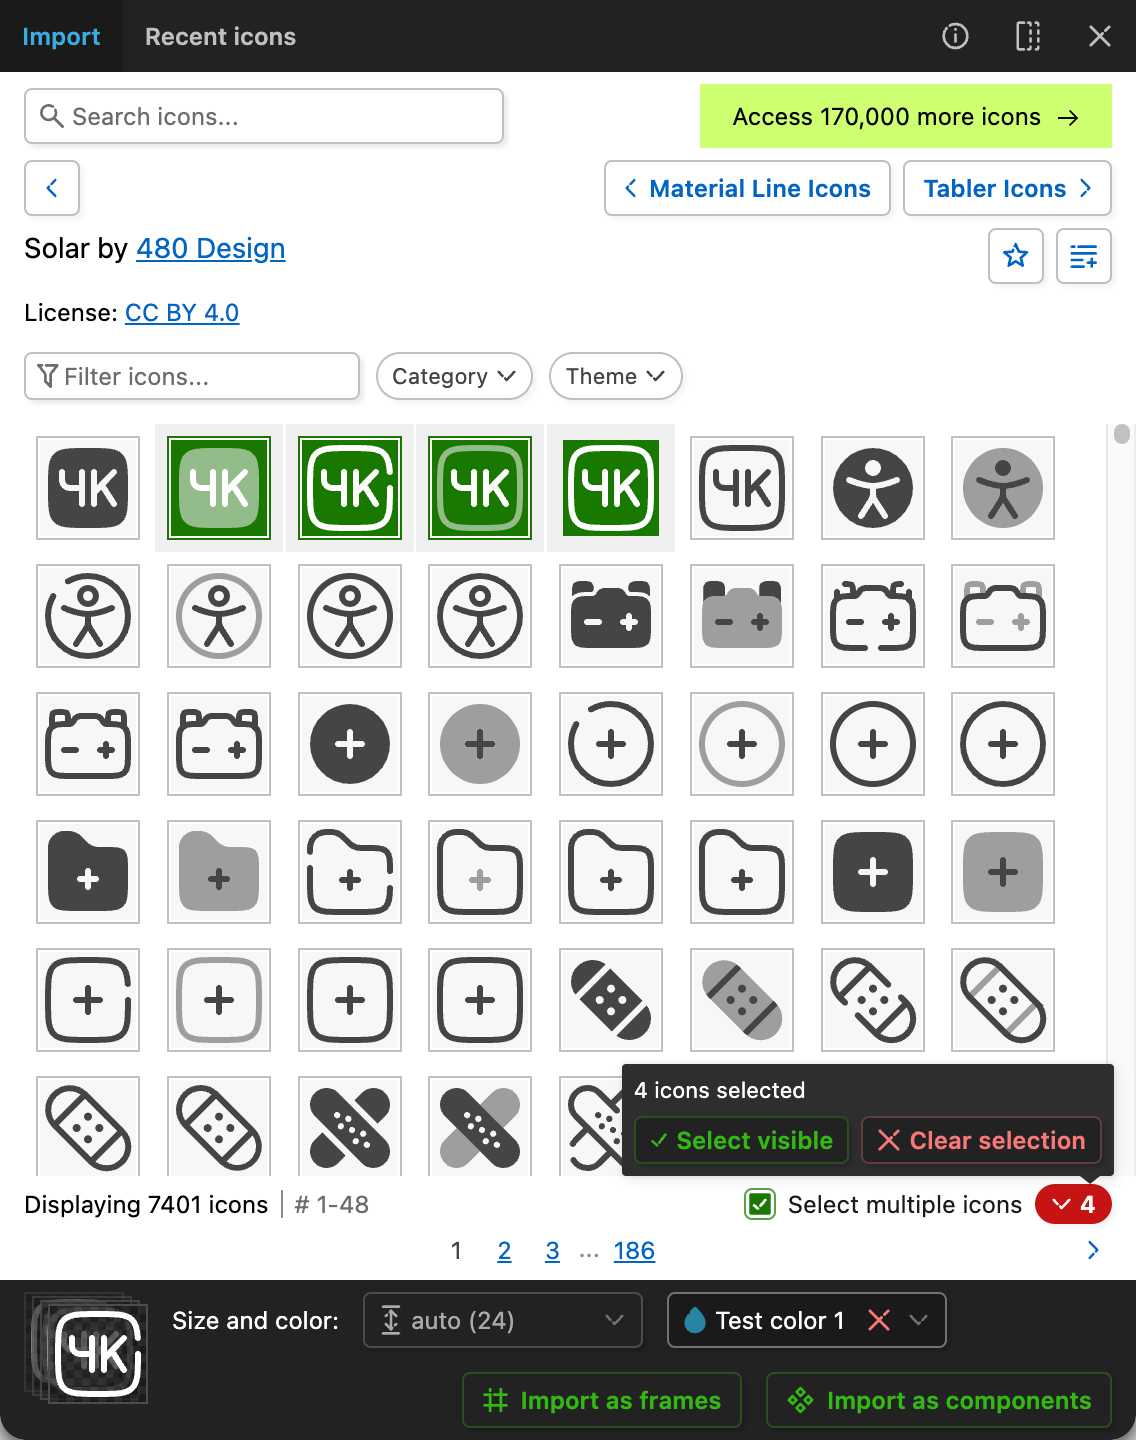 Import
Recent icons
Search icons...
Access 170,000 more icons →
Material Line Icons
Tabler Icons
Solar by 480 Design
License: CC BY 4.0
Filter icons...
Category
Theme
4K 4K 4K 4K 4K 4K
4 icons selected
Select visible
Clear selection
Displaying 7401 icons
# 1-48
Select multiple icons
4
1 2 3 ... 186
4K
Size and color:
auto (24)
Test color 1
Import as frames
Import as components